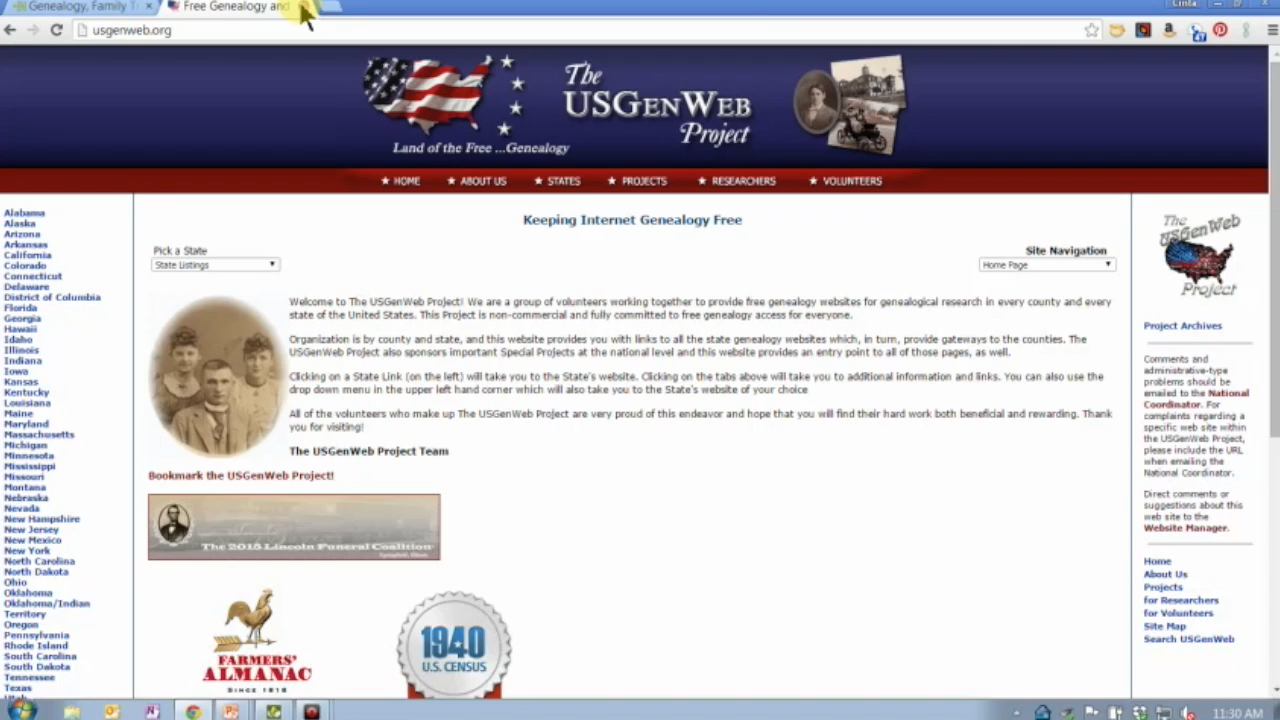 Genealogy, Family T
Free Genealogy and
Cinta
usgenweb.org
The
USGenWeb
Project
Land of the Free ...Genealogy
HOME
ABOUT US
STATES
PROJECTS
RESEARCHERS
VOLUNTEERS
Alabama
Alaska
Arizona
Arkansas
California
Colorado
Connecticut
Delaware
District of Columbia
Florida
Georgia
Hawaii
Idaho
Illinois
Indiana
Iowa
Kansas
Kentucky
Louisiana
Maine
Maryland
Massachusetts
Michigan
Minnesota
Mississippi
Missouri
Montana
Nebraska
Nevada
New Hampshire
New Jersey
New Mexico
New York
North Carolina
North Dakota
Ohio
Oklahoma
Oklahoma/Indian
Territory
Oregon
Pennsylvania
Rhode Island
South Carolina
South Dakota
Tennessee
Texas
Utah
Keeping Internet Genealogy Free
Pick a State
State Listings
Site Navigation
Home Page
Welcome to The USGenWeb Project! We are a group of volunteers working together to provide free genealogy websites for genealogical research in every county and every
state of the United States. This Project is non-commercial and fully committed to free genealogy access for everyone.
Organization is by county and state, and this website provides you with links to all the state genealogy websites which, in turn, provide gateways to the counties. The
USGenWeb Project also sponsors important Special Projects at the national level and this website provides an entry point to all of those pages, as well.
Clicking on a State Link (on the left) will take you to the State's website. Clicking on the tabs above will take you to additional information and links. You can also use the
drop down menu in the upper left hand corner which will also take you to the State's website of your choice
All of the volunteers who make up The USGenWeb Project are very proud of this endeavor and hope that you will find their hard work both beneficial and rewarding. Thank
you for visiting!
The USGenWeb Project Team
Bookmark the USGenWeb Project!
The 2015 Lincoln Funeral Coalition
Springfield, Illinois
FARMERS'
ALMANAC
SINCE 1818
1940
U.S. CENSUS
The
USGenWeb
Project
Project Archives
Comments and
administrative-type
problems should be
emailed to the National
Coordinator. For
complaints regarding a
specific web site within
the USGenWeb Project,
please include the URL
when emailing the
National Coordinator.
Direct comments or
suggestions about this
web site to the
Website Manager.
Home
About Us
Projects
for Researchers
for Volunteers
Site Map
Search USGenWeb
11:30 AM